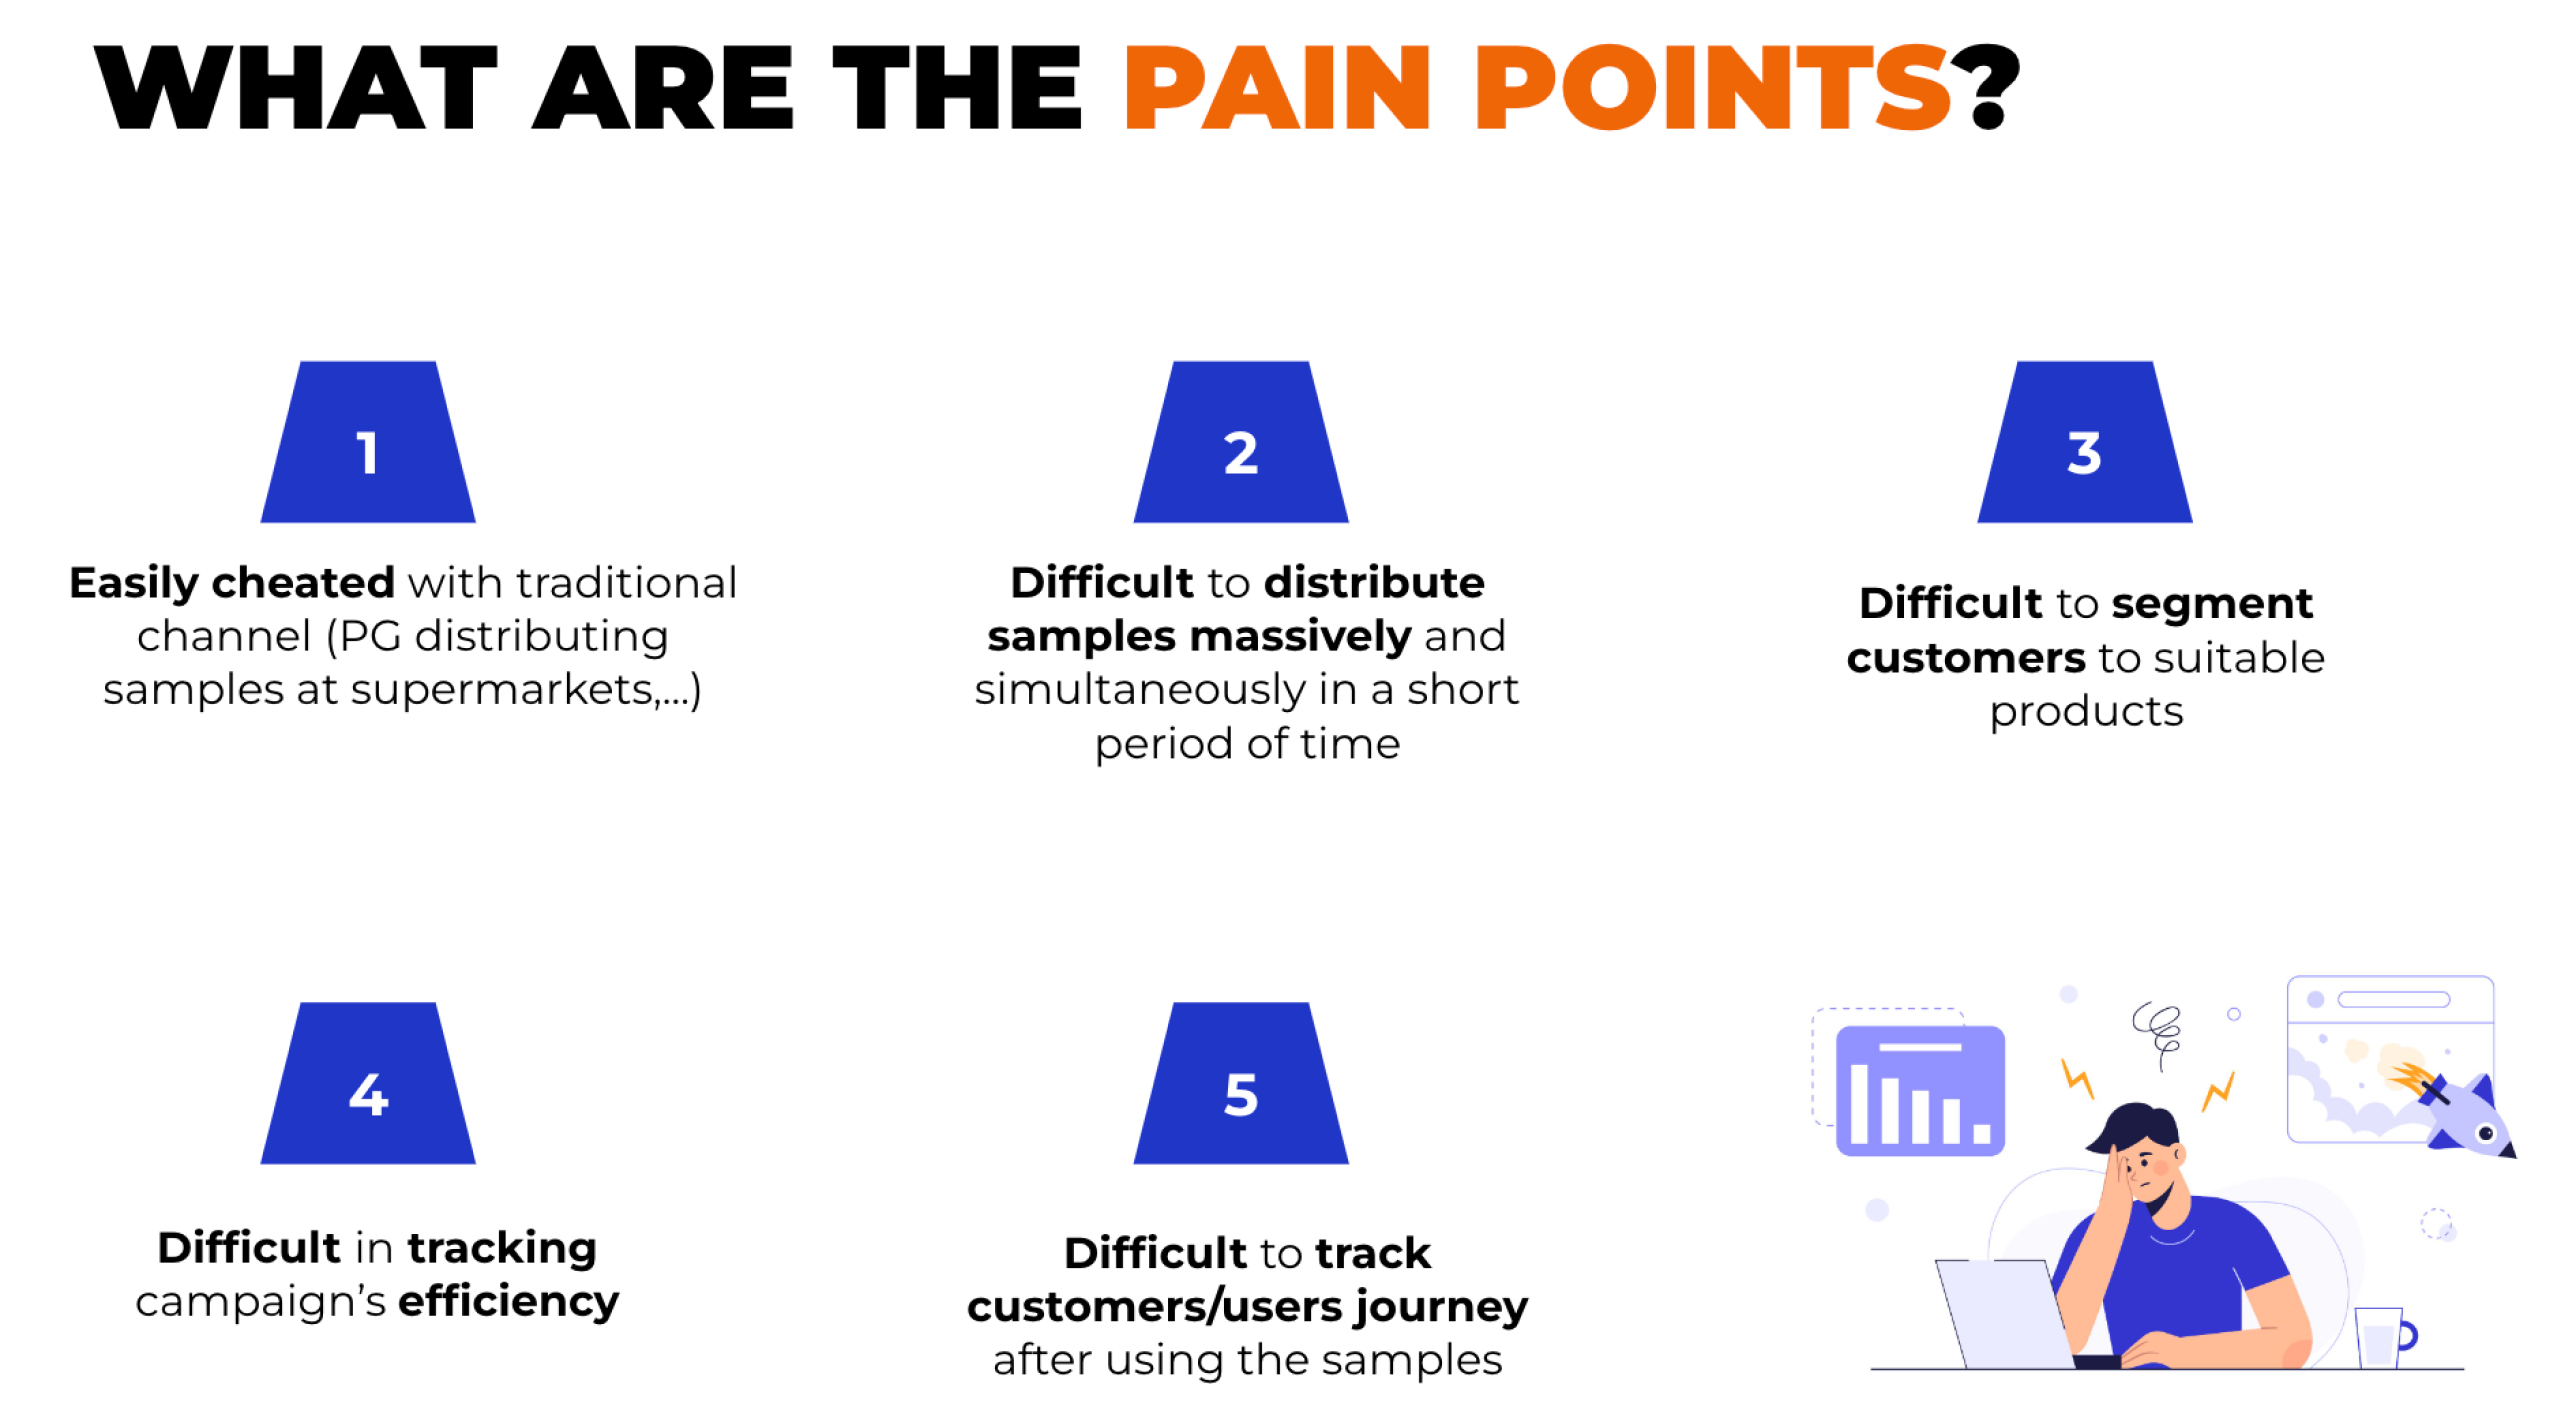 WHAT ARE THE PAIN POINTS?
1
Easily cheated with traditional
channel (PG distributing
samples at supermarkets,...)
2
Difficult to distribute
samples massively and
simultaneously in a short
period of time
3
Difficult to segment
customers to suitable
products
4
Difficult in tracking
campaign’s efficiency
5
Difficult to track
customers/users journey
after using the samples